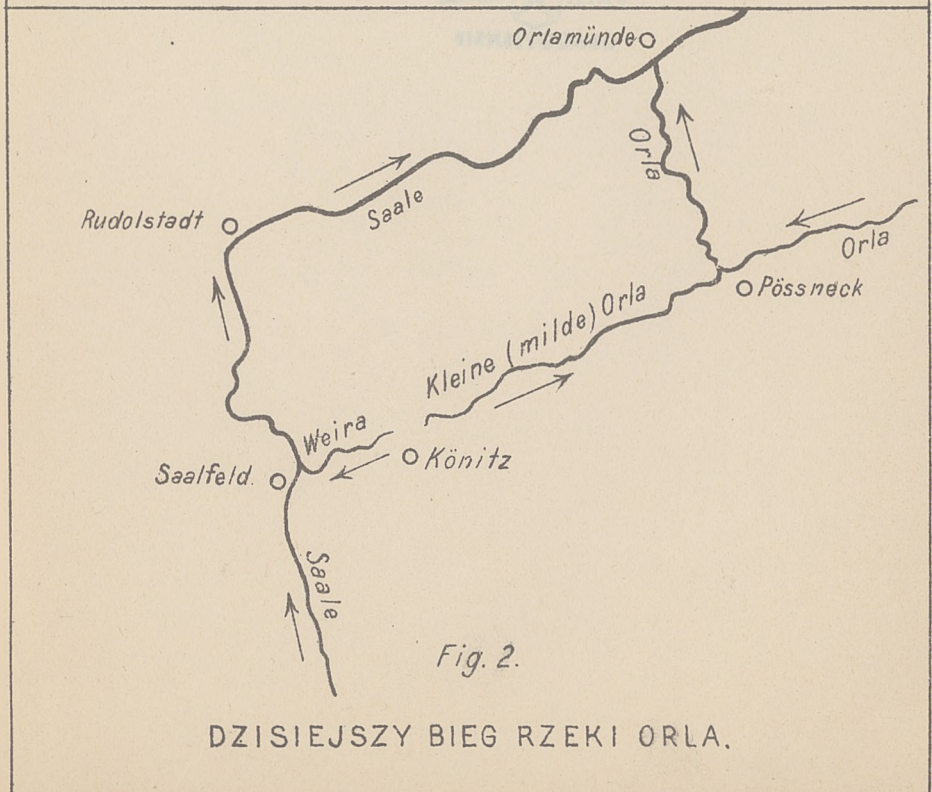 Orlamünde
Orla
Saale
Rudolstadt
Orla
Pössneck
Kleine (milde) Orla
Weira
Könitz
Saalfeld.
Saale
Fig. 2.
DZISIEJSZY BIEG RZEKI ORLA.